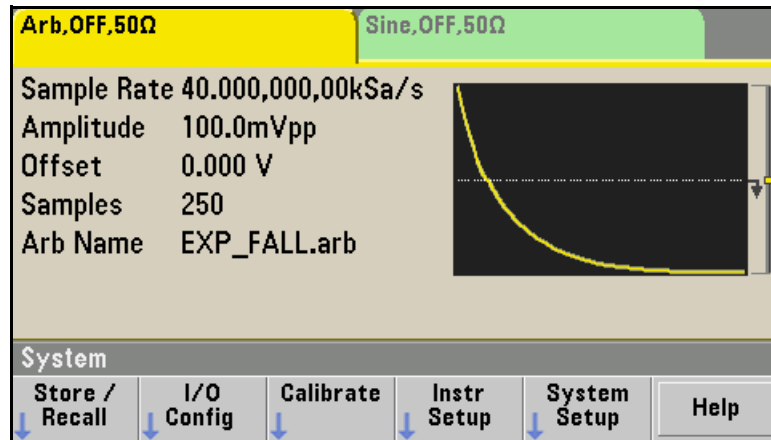 Arb,OFF,50Ω
Sine,OFF,50Ω
Sample Rate 40.000,000,00kSa/s
Amplitude 100.0mVpp
Offset 0.000 V
Samples 250
Arb Name EXP_FALL.arb
System
Store / Recall
I/O Config
Calibrate
Instr Setup
System Setup
Help